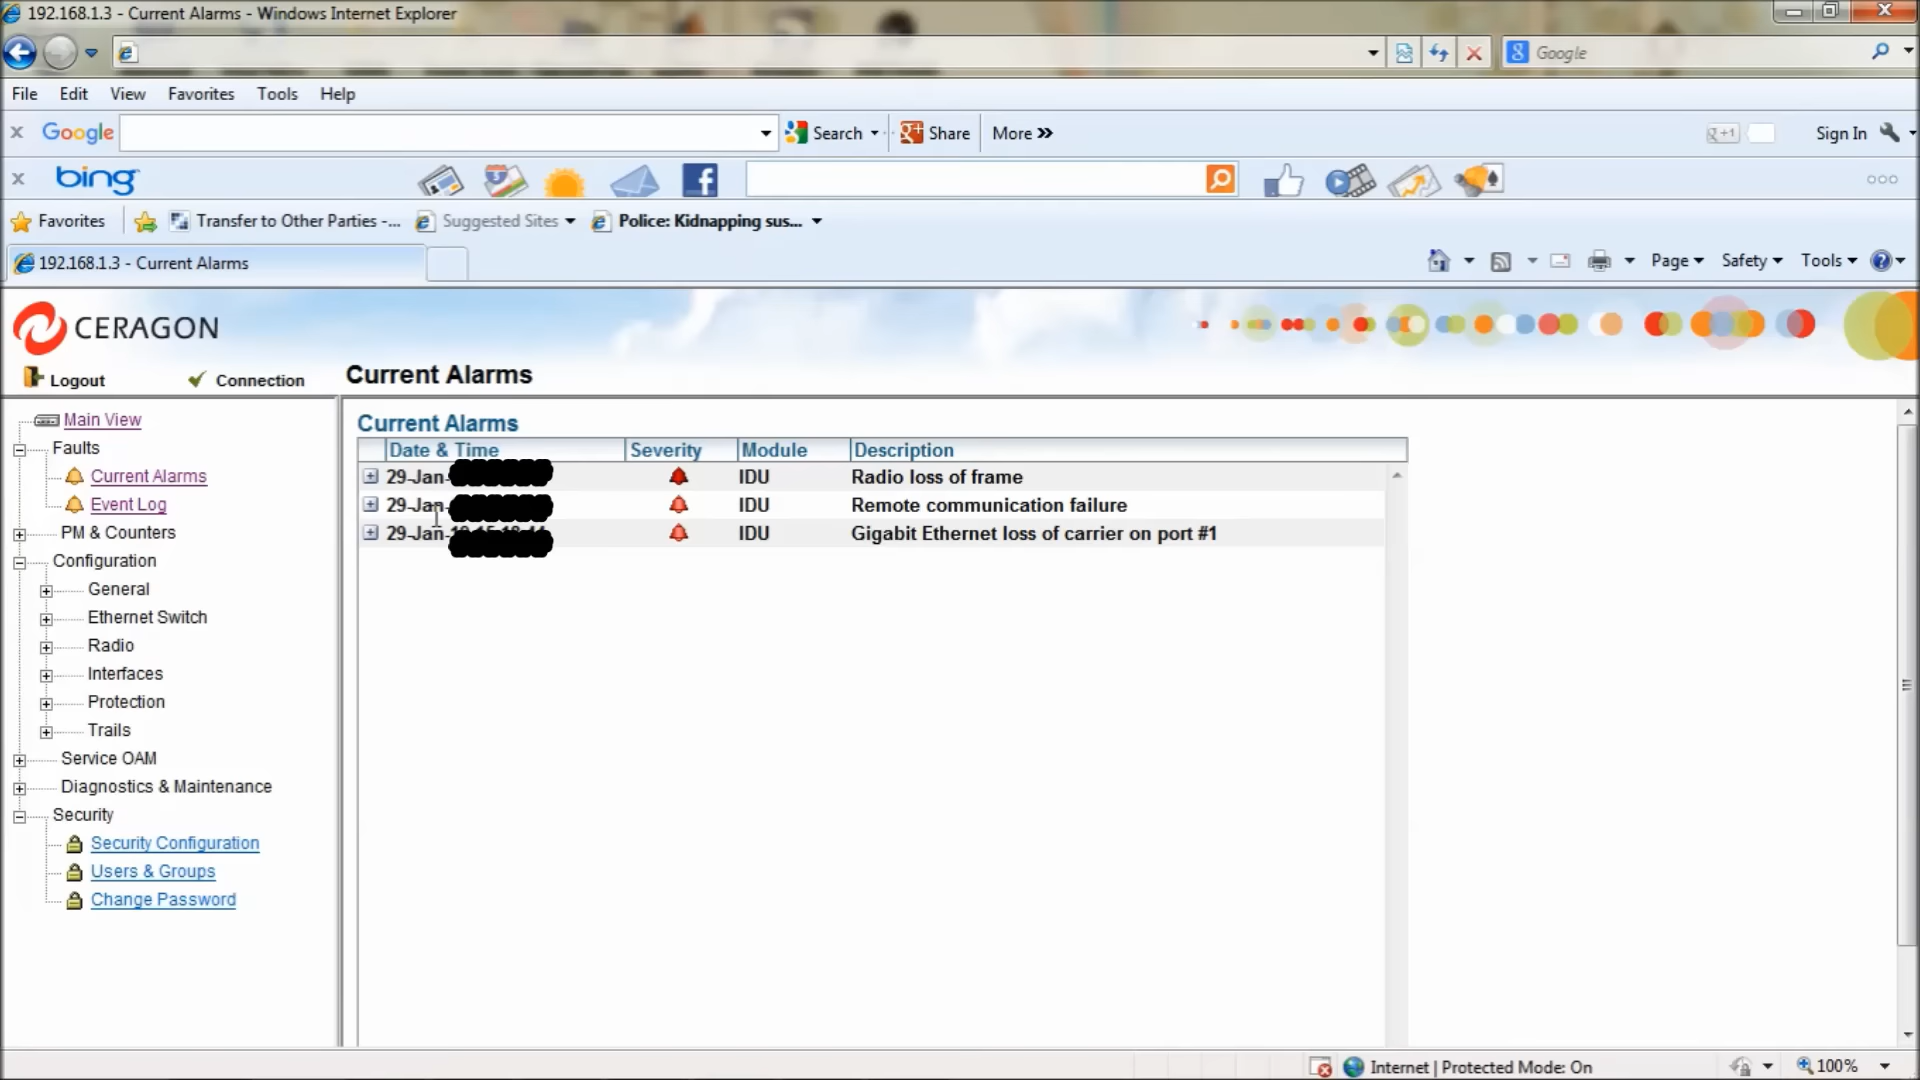 192.168.1.3 - Current Alarms - Windows Internet Explorer
Google
File Edit View Favorites Tools Help
Google Search Share More Sign In
bing
Favorites Transfer to Other Parties -... Suggested Sites Police: Kidnapping sus...
192.168.1.3 - Current Alarms Page Safety Tools
CERAGON
Logout Connection Current Alarms
Main View
Faults
Current Alarms
Event Log
PM & Counters
Configuration
General
Ethernet Switch
Radio
Interfaces
Protection
Trails
Service OAM
Diagnostics & Maintenance
Security
Security Configuration
Users & Groups
Change Password
Current Alarms
Date & Time Severity Module Description
29-Jan- IDU Radio loss of frame
29-Jan- IDU Remote communication failure
29-Jan- IDU Gigabit Ethernet loss of carrier on port #1
Internet | Protected Mode: On 100%